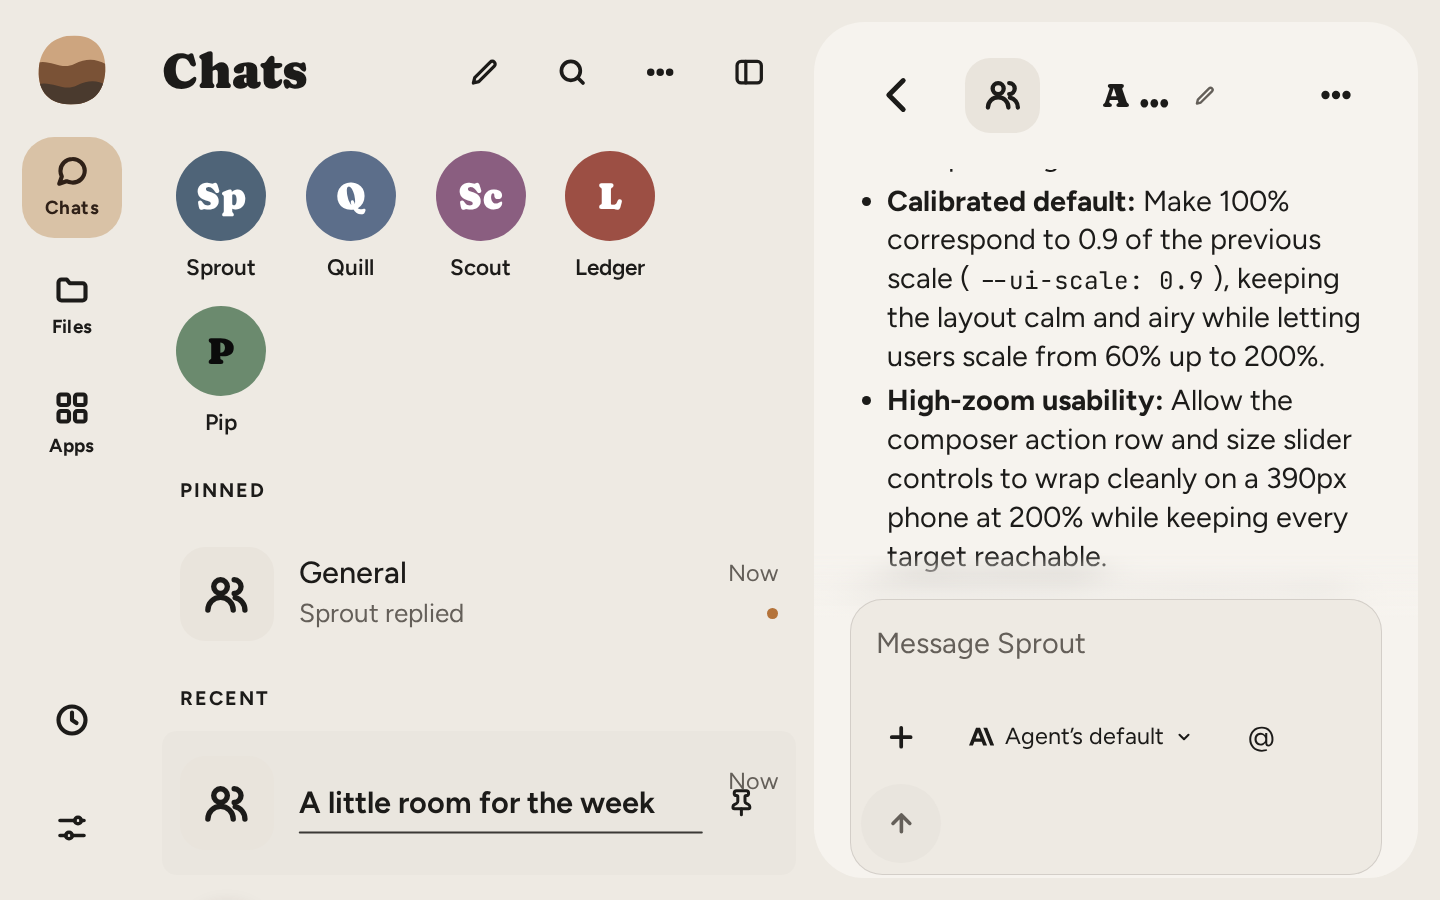 Chats
Chats
Files
Apps
Sp
Q
Sc
L
Sprout
Quill
Scout
Ledger
P
Pip
PINNED
General
Now
Sprout replied
RECENT
Now
A little room for the week
A ...
• Calibrated default: Make 100%
correspond to 0.9 of the previous
scale ( --ui-scale: 0.9 ), keeping
the layout calm and airy while letting
users scale from 60% up to 200%.
• High-zoom usability: Allow the
composer action row and size slider
controls to wrap cleanly on a 390px
phone at 200% while keeping every
target reachable.
Message Sprout
Agent’s default
@